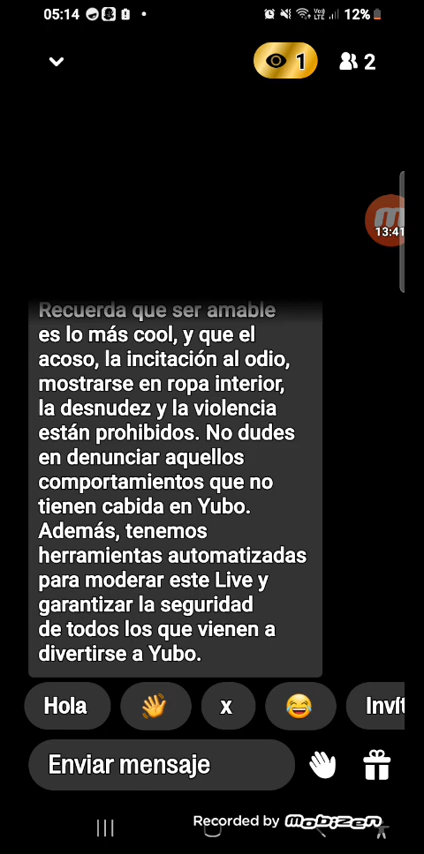 05:14 VoD LTE 12%
1 2
13:41
Recuerda que ser amable
es lo más cool, y que el
acoso, la incitación al odio,
mostrarse en ropa interior,
la desnudez y la violencia
están prohibidos. No dudes
en denunciar aquellos
comportamientos que no
tienen cabida en Yubo.
Además, tenemos
herramientas automatizadas
para moderar este Live y
garantizar la seguridad
de todos los que vienen a
divertirse a Yubo.
Hola x Invít
Enviar mensaje
Recorded by mobizen